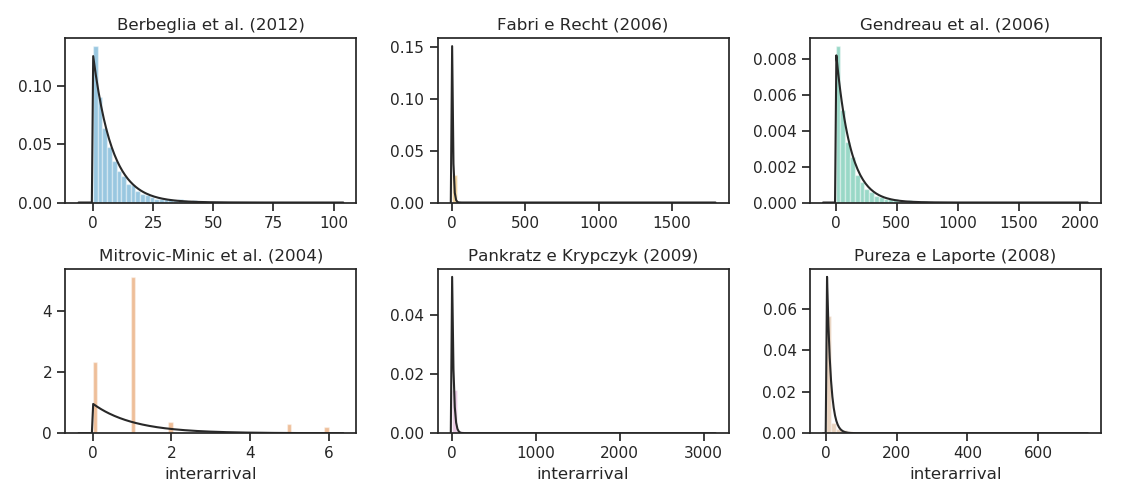 Berbeglia et al. (2012)
Fabri e Recht (2006)
Gendreau et al. (2006)
0.10
0.05
0.00
0 25 50 75 100
0.15
0.10
0.05
0.00
0 500 1000 1500
0.008
0.006
0.004
0.002
0.000
0 500 1000 1500 2000
Mitrovic-Minic et al. (2004)
Pankratz e Krypczyk (2009)
Pureza e Laporte (2008)
4
2
0
0 2 4 6
interarrival
0.04
0.02
0.00
0 1000 2000 3000
interarrival
0.06
0.04
0.02
0.00
0 200 400 600
interarrival